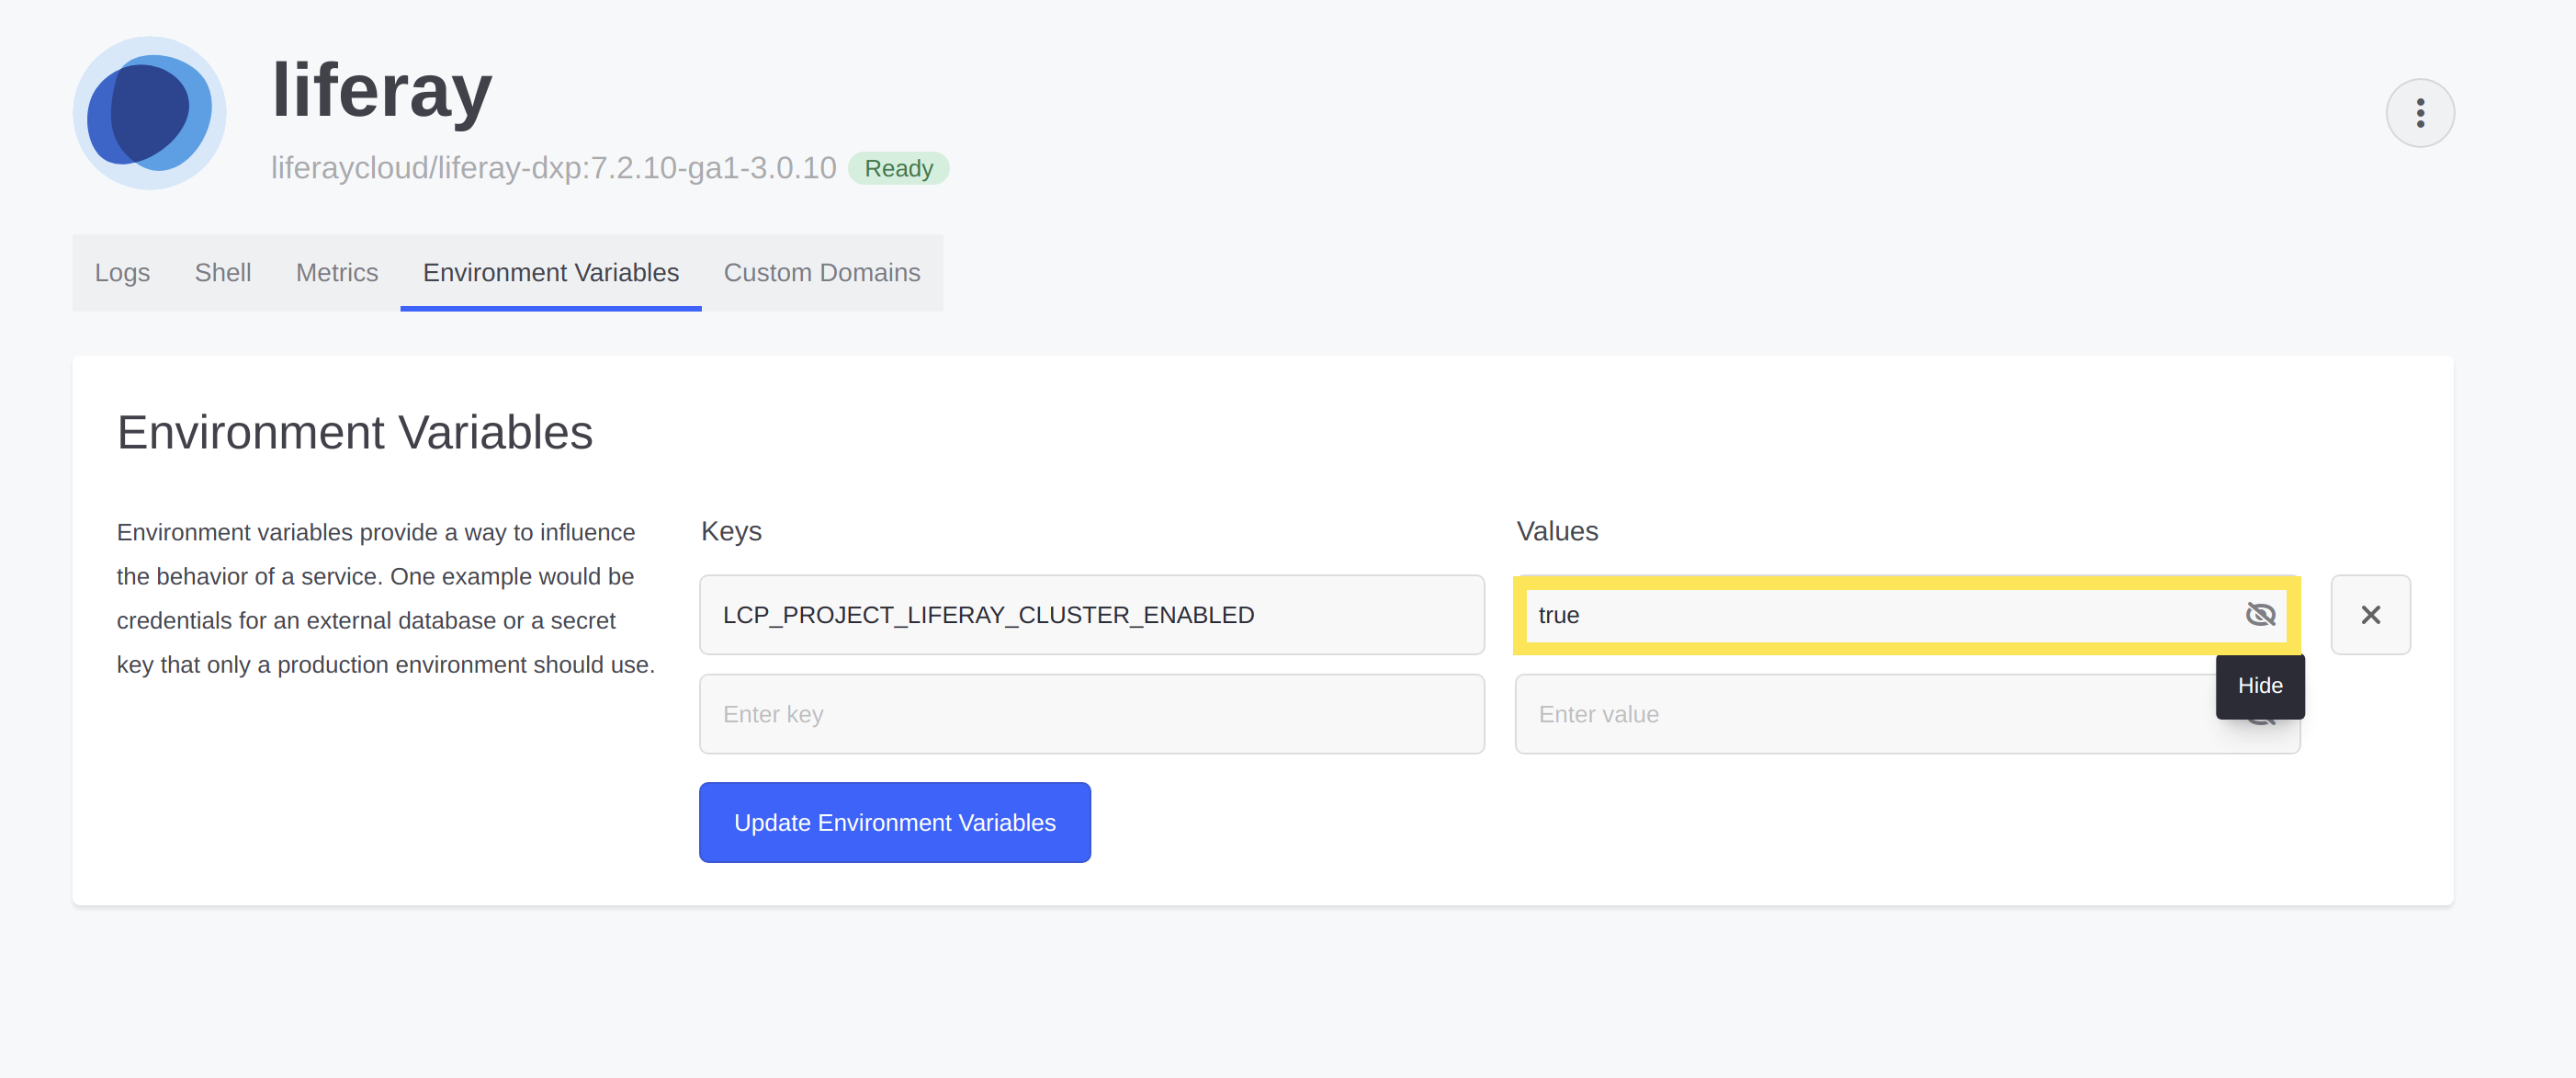 liferay
liferaycloud/liferay-dxp:7.2.10-ga1-3.0.10 Ready
Logs Shell Metrics Environment Variables Custom Domains
Environment Variables
Environment variables provide a way to influence
the behavior of a service. One example would be
credentials for an external database or a secret
key that only a production environment should use.
Keys Values
LCP_PROJECT_LIFERAY_CLUSTER_ENABLED true
Hide
Enter key Enter value
Update Environment Variables